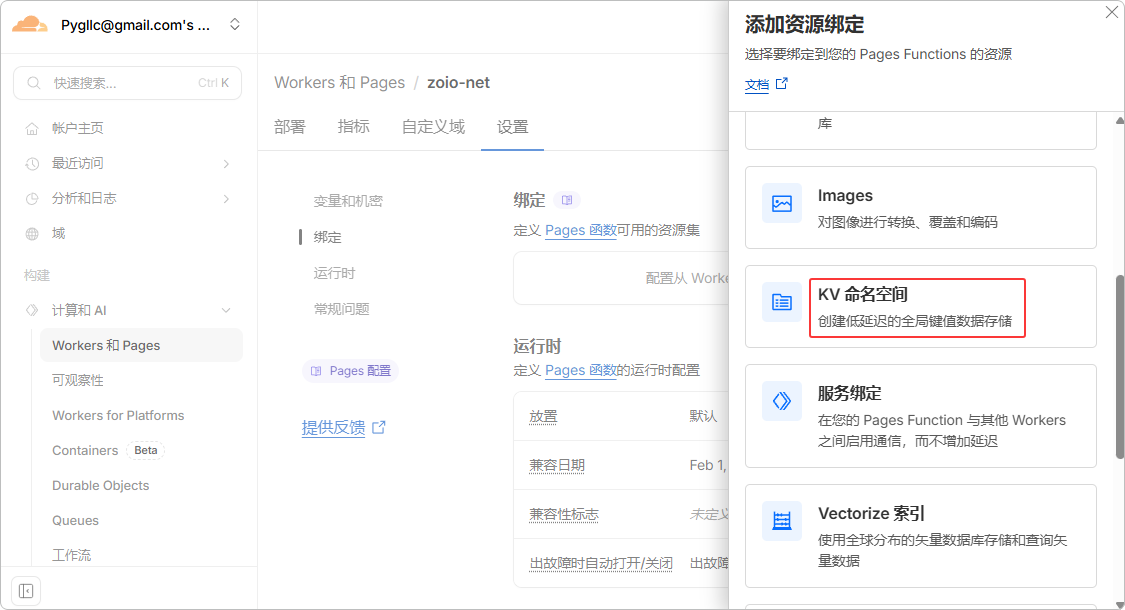 Pygllc@gmail.com's ...
快速搜索... Ctrl K
帐户主页
最近访问
分析和日志
域
构建
计算和 AI
Workers 和 Pages
可观察性
Workers for Platforms
Containers Beta
Durable Objects
Queues
工作流
Workers 和 Pages / zoio-net
部署 指标 自定义域 设置
变量和机密
绑定
运行时
常规问题
Pages 配置
提供反馈
绑定
定义 Pages 函数可用的资源集
配置从 Worke
运行时
定义 Pages 函数的运行时配置
放置 默认
兼容日期 Feb 1,
兼容性标志 未定义
出故障时自动打开/关闭 出故障
添加资源绑定
选择要绑定到您的 Pages Functions 的资源
文档
库
Images
对图像进行转换、覆盖和编码
KV 命名空间
创建低延迟的全局键值数据存储
服务绑定
在您的 Pages Function 与其他 Workers
之间启用通信，而不增加延迟
Vectorize 索引
使用全球分布的矢量数据库存储和查询矢
量数据